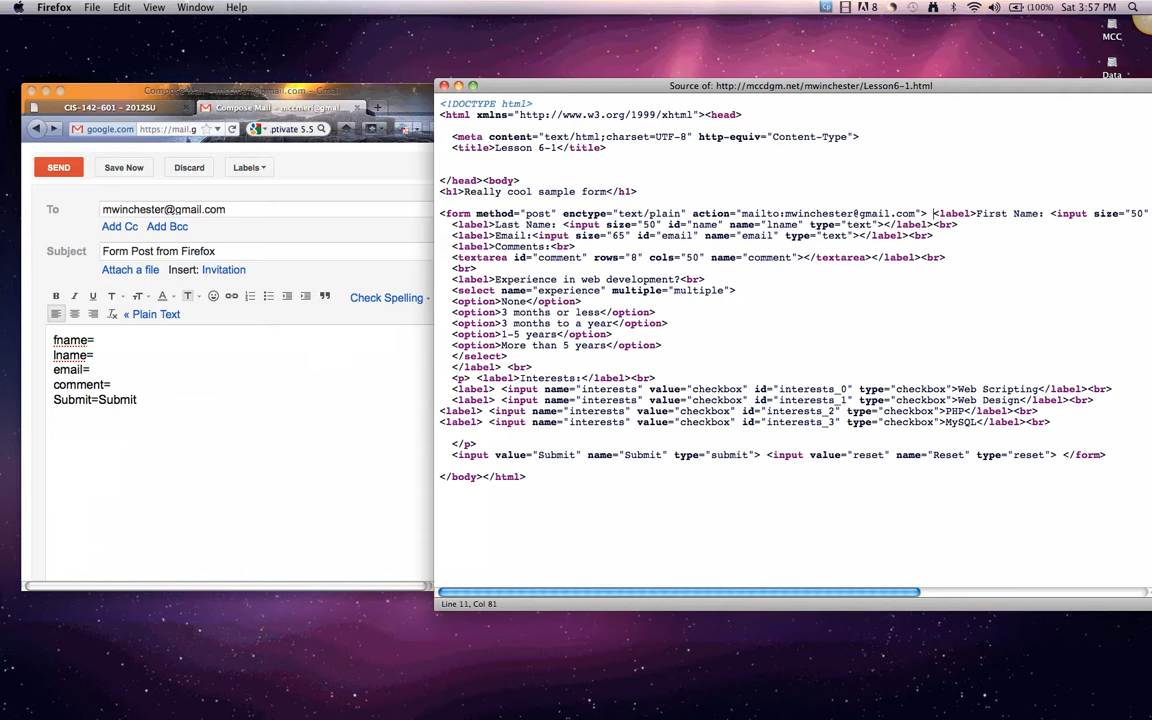 Firefox File Edit View Window Help
8 (100%) Sat 3:57 PM
MCC
Data
CIS-142-601 – 2012SU
Compose Mail
google.com https://mail.g
.ptivate 5.5
SEND Save Now Discard Labels
To mwinchester@gmail.com
Add Cc Add Bcc
Subject Form Post from Firefox
Attach a file Insert: Invitation
Check Spelling
« Plain Text
fname=
lname=
email=
comment=
Submit=Submit
Source of: http://mccdgm.net/mwinchester/Lesson6-1.html
<!DOCTYPE html>
<html xmlns="http://www.w3.org/1999/xhtml"><head>
<meta content="text/html;charset=UTF-8" http-equiv="Content-Type">
<title>Lesson 6-1</title>
</head><body>
<h1>Really cool sample form</h1>
<form method="post" enctype="text/plain" action="mailto:mwinchester@gmail.com"> <label>First Name: <input size="50"
<label>Last Name: <input size="50" id="name" name="lname" type="text"></label><br>
<label>Email:<input size="65" id="email" name="email" type="text"></label><br>
<label>Comments:<br>
<textarea id="comment" rows="8" cols="50" name="comment"></textarea></label><br>
<br>
<label>Experience in web development?<br>
<select name="experience" multiple="multiple">
<option>None</option>
<option>3 months or less</option>
<option>3 months to a year</option>
<option>1-5 years</option>
<option>More than 5 years</option>
</select>
</label> <br>
<p> <label>Interests:</label><br>
<label> <input name="interests" value="checkbox" id="interests_0" type="checkbox">Web Scripting</label><br>
<label> <input name="interests" value="checkbox" id="interests_1" type="checkbox">Web Design</label><br>
<label> <input name="interests" value="checkbox" id="interests_2" type="checkbox">PHP</label><br>
<label> <input name="interests" value="checkbox" id="interests_3" type="checkbox">MySQL</label><br>
</p>
<input value="Submit" name="Submit" type="submit"> <input value="reset" name="Reset" type="reset"> </form>
</body></html>
Line 11, Col 81